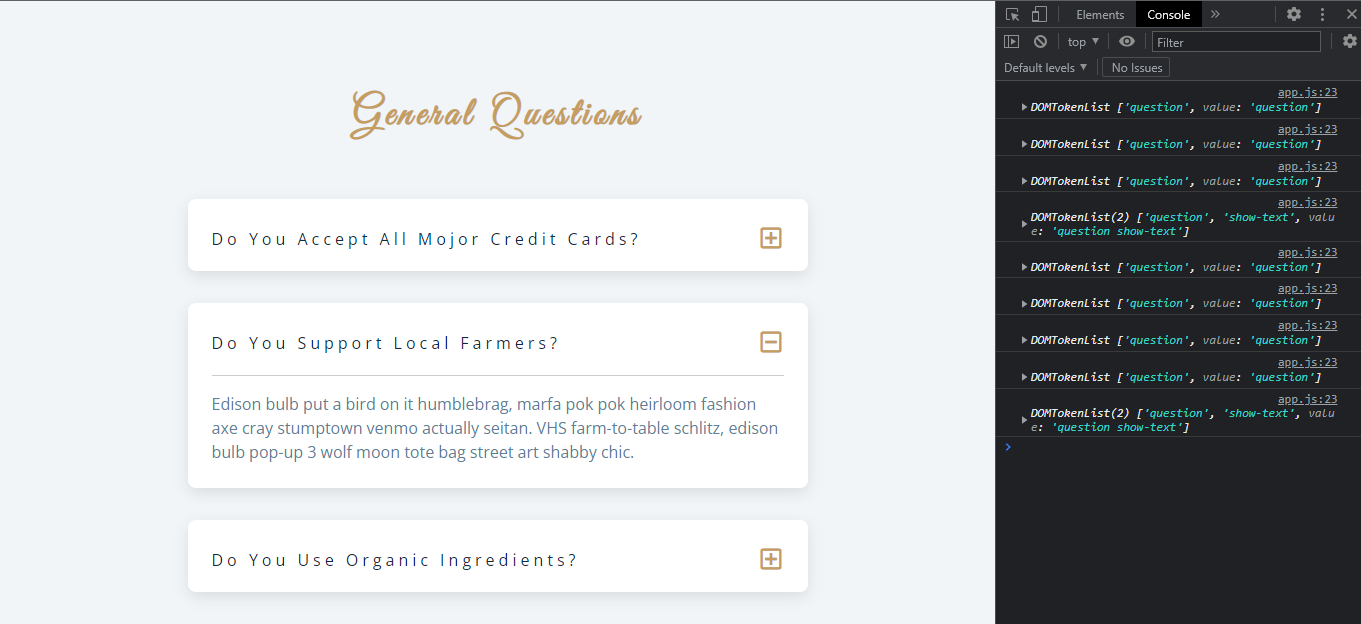 General Questions
Do You Accept All Mojor Credit Cards?
Do You Support Local Farmers?
Edison bulb put a bird on it humblebrag, marfa pok pok heirloom fashion
axe cray stumptown venmo actually seitan. VHS farm-to-table schlitz, edison
bulb pop-up 3 wolf moon tote bag street art shabby chic.
Do You Use Organic Ingredients?
Elements Console »
top ▼ Filter
Default levels ▼ No Issues
app.js:23
▶DOMTokenList ['question', value: 'question']
app.js:23
▶DOMTokenList ['question', value: 'question']
app.js:23
▶DOMTokenList ['question', value: 'question']
app.js:23
▶DOMTokenList(2) ['question', 'show-text', valu
e: 'question show-text']
app.js:23
▶DOMTokenList ['question', value: 'question']
app.js:23
▶DOMTokenList ['question', value: 'question']
app.js:23
▶DOMTokenList ['question', value: 'question']
app.js:23
▶DOMTokenList ['question', value: 'question']
app.js:23
▶DOMTokenList(2) ['question', 'show-text', valu
e: 'question show-text']